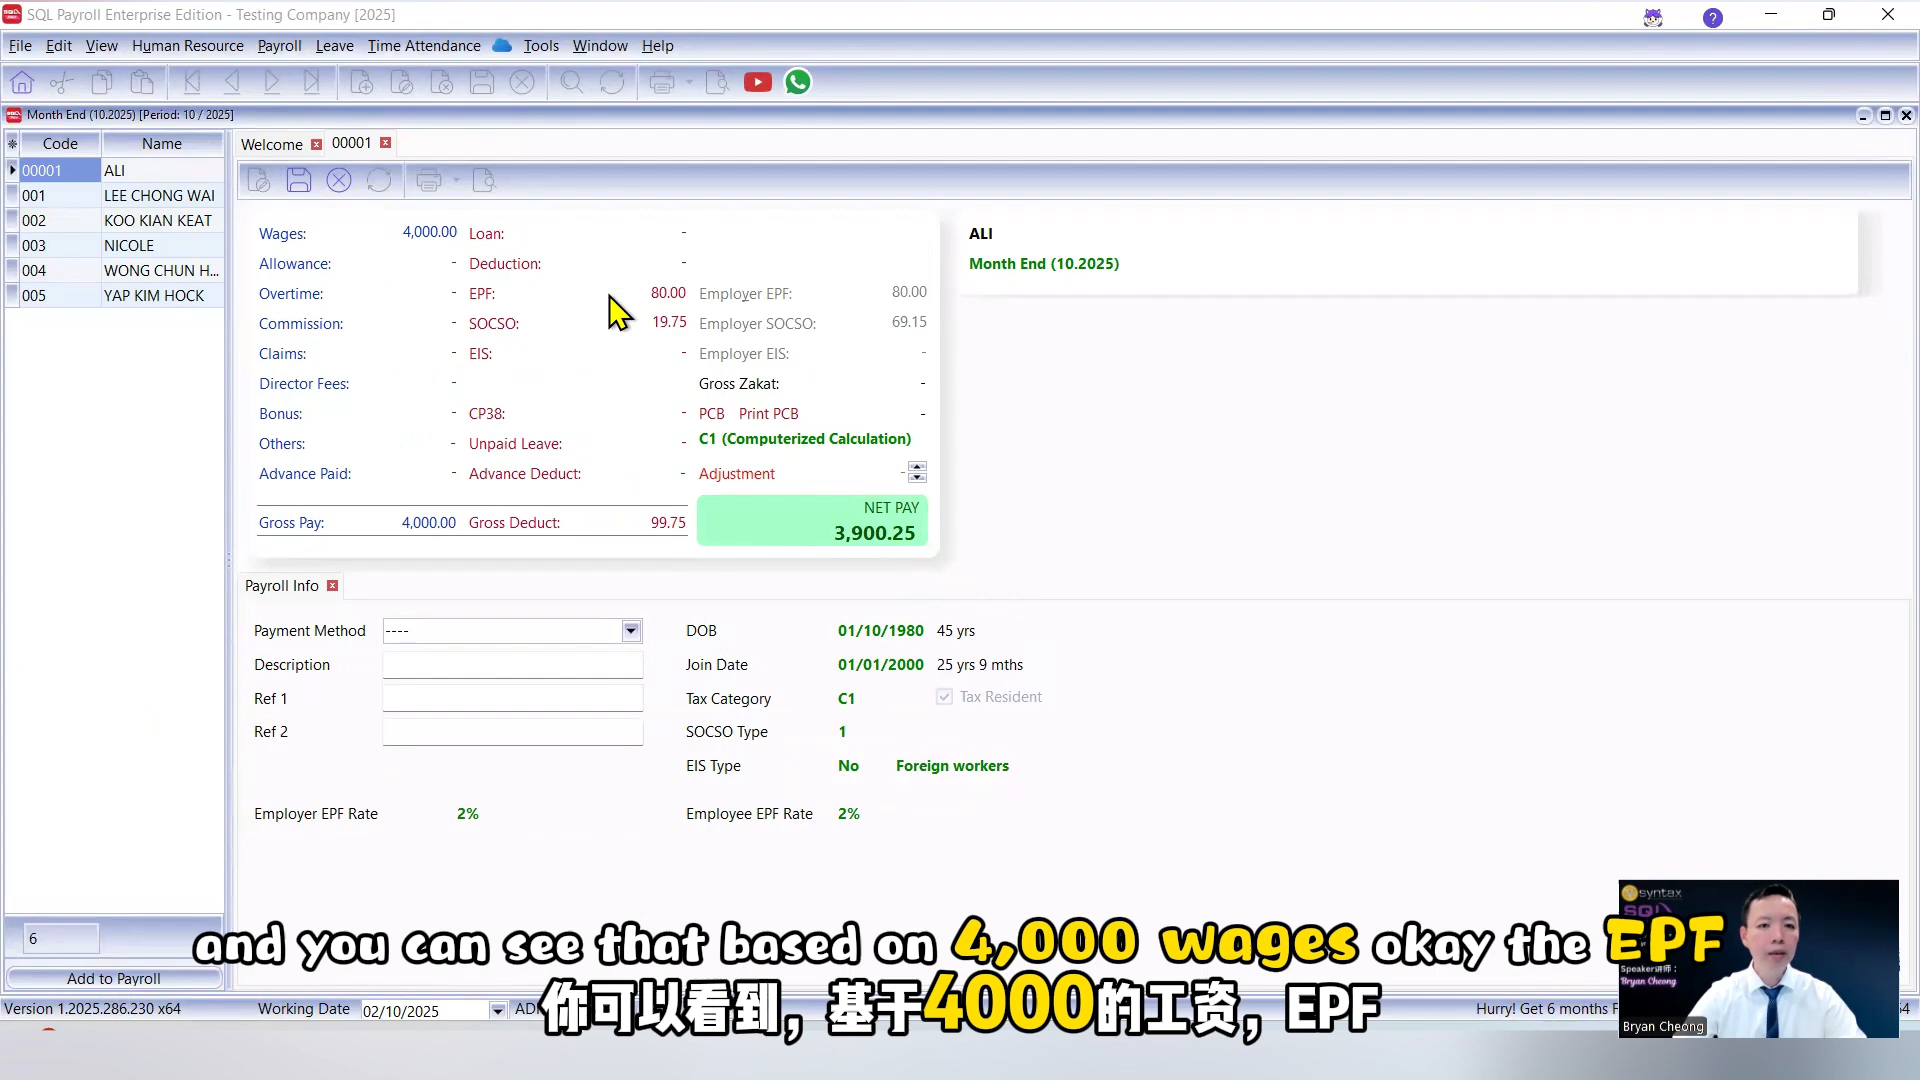 SQL Payroll Enterprise Edition - Testing Company [2025]
File Edit View Human Resource Payroll Leave Time Attendance Tools Window Help
Month End (10.2025) [Period: 10 / 2025]
Code Name
00001 ALI
001 LEE CHONG WAI
002 KOO KIAN KEAT
003 NICOLE
004 WONG CHUN H...
005 YAP KIM HOCK
6
Add to Payroll
Welcome 00001
Wages: 4,000.00 Loan: -
Allowance: - Deduction: -
Overtime: - EPF: 80.00 Employer EPF: 80.00
Commission: - SOCSO: 19.75 Employer SOCSO: 69.15
Claims: - EIS: - Employer EIS: -
Director Fees: - Gross Zakat: -
Bonus: - CP38: - PCB Print PCB -
Others: - Unpaid Leave: - C1 (Computerized Calculation)
Advance Paid: - Advance Deduct: - Adjustment -
Gross Pay: 4,000.00 Gross Deduct: 99.75
NET PAY
3,900.25
ALI
Month End (10.2025)
Payroll Info
Payment Method ---- DOB 01/10/1980 45 yrs
Description Join Date 01/01/2000 25 yrs 9 mths
Ref 1 Tax Category C1 Tax Resident
Ref 2 SOCSO Type 1
EIS Type No Foreign workers
Employer EPF Rate 2% Employee EPF Rate 2%
syntax
SQL
Speaker讲师：
Bryan Cheong
Bryan Cheong
and you can see that based on 4,000 wages okay the EPF
你可以看到，基于4000的工资，EPF
Version 1.2025.286.230 x64 Working Date 02/10/2025 Hurry! Get 6 months